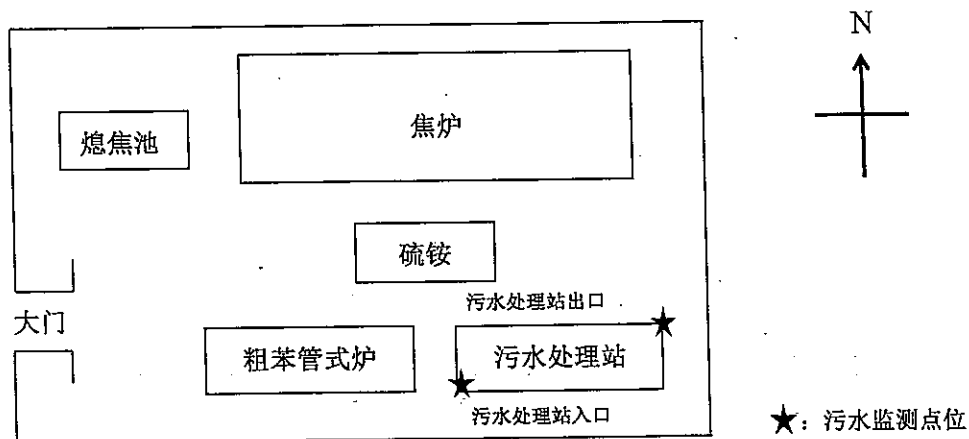 N
焦炉
熄焦池
硫铵
污水处理站出口
大门
粗苯管式炉
污水处理站
污水处理站入口
★：污水监测点位